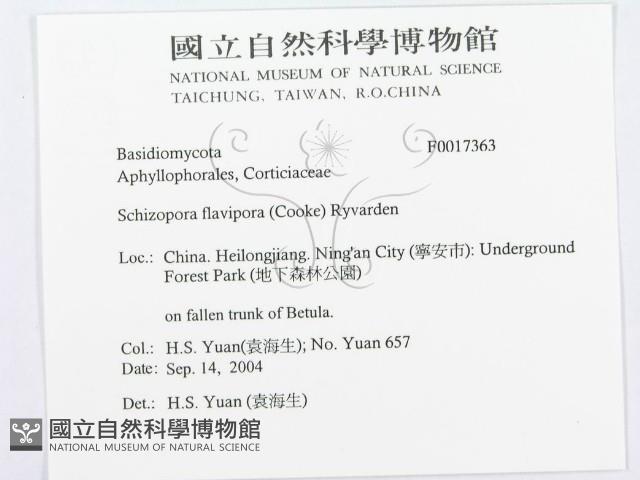 國立自然科學博物館
NATIONAL MUSEUM OF NATURAL SCIENCE
TAICHUNG, TAIWAN, R.O.CHINA
Basidiomycota F0017363
Aphyllophorales, Corticiaceae
Schizopora flavipora (Cooke) Ryvarden
Loc.: China. Heilongjiang. Ning'an City (寧安市): Underground
Forest Park (地下森林公園)
on fallen trunk of Betula.
Col.: H.S. Yuan(袁海生); No. Yuan 657
Date: Sep. 14, 2004
Det.: H.S. Yuan (袁海生)
國立自然科學博物館
NATIONAL MUSEUM OF NATURAL SCIENCE